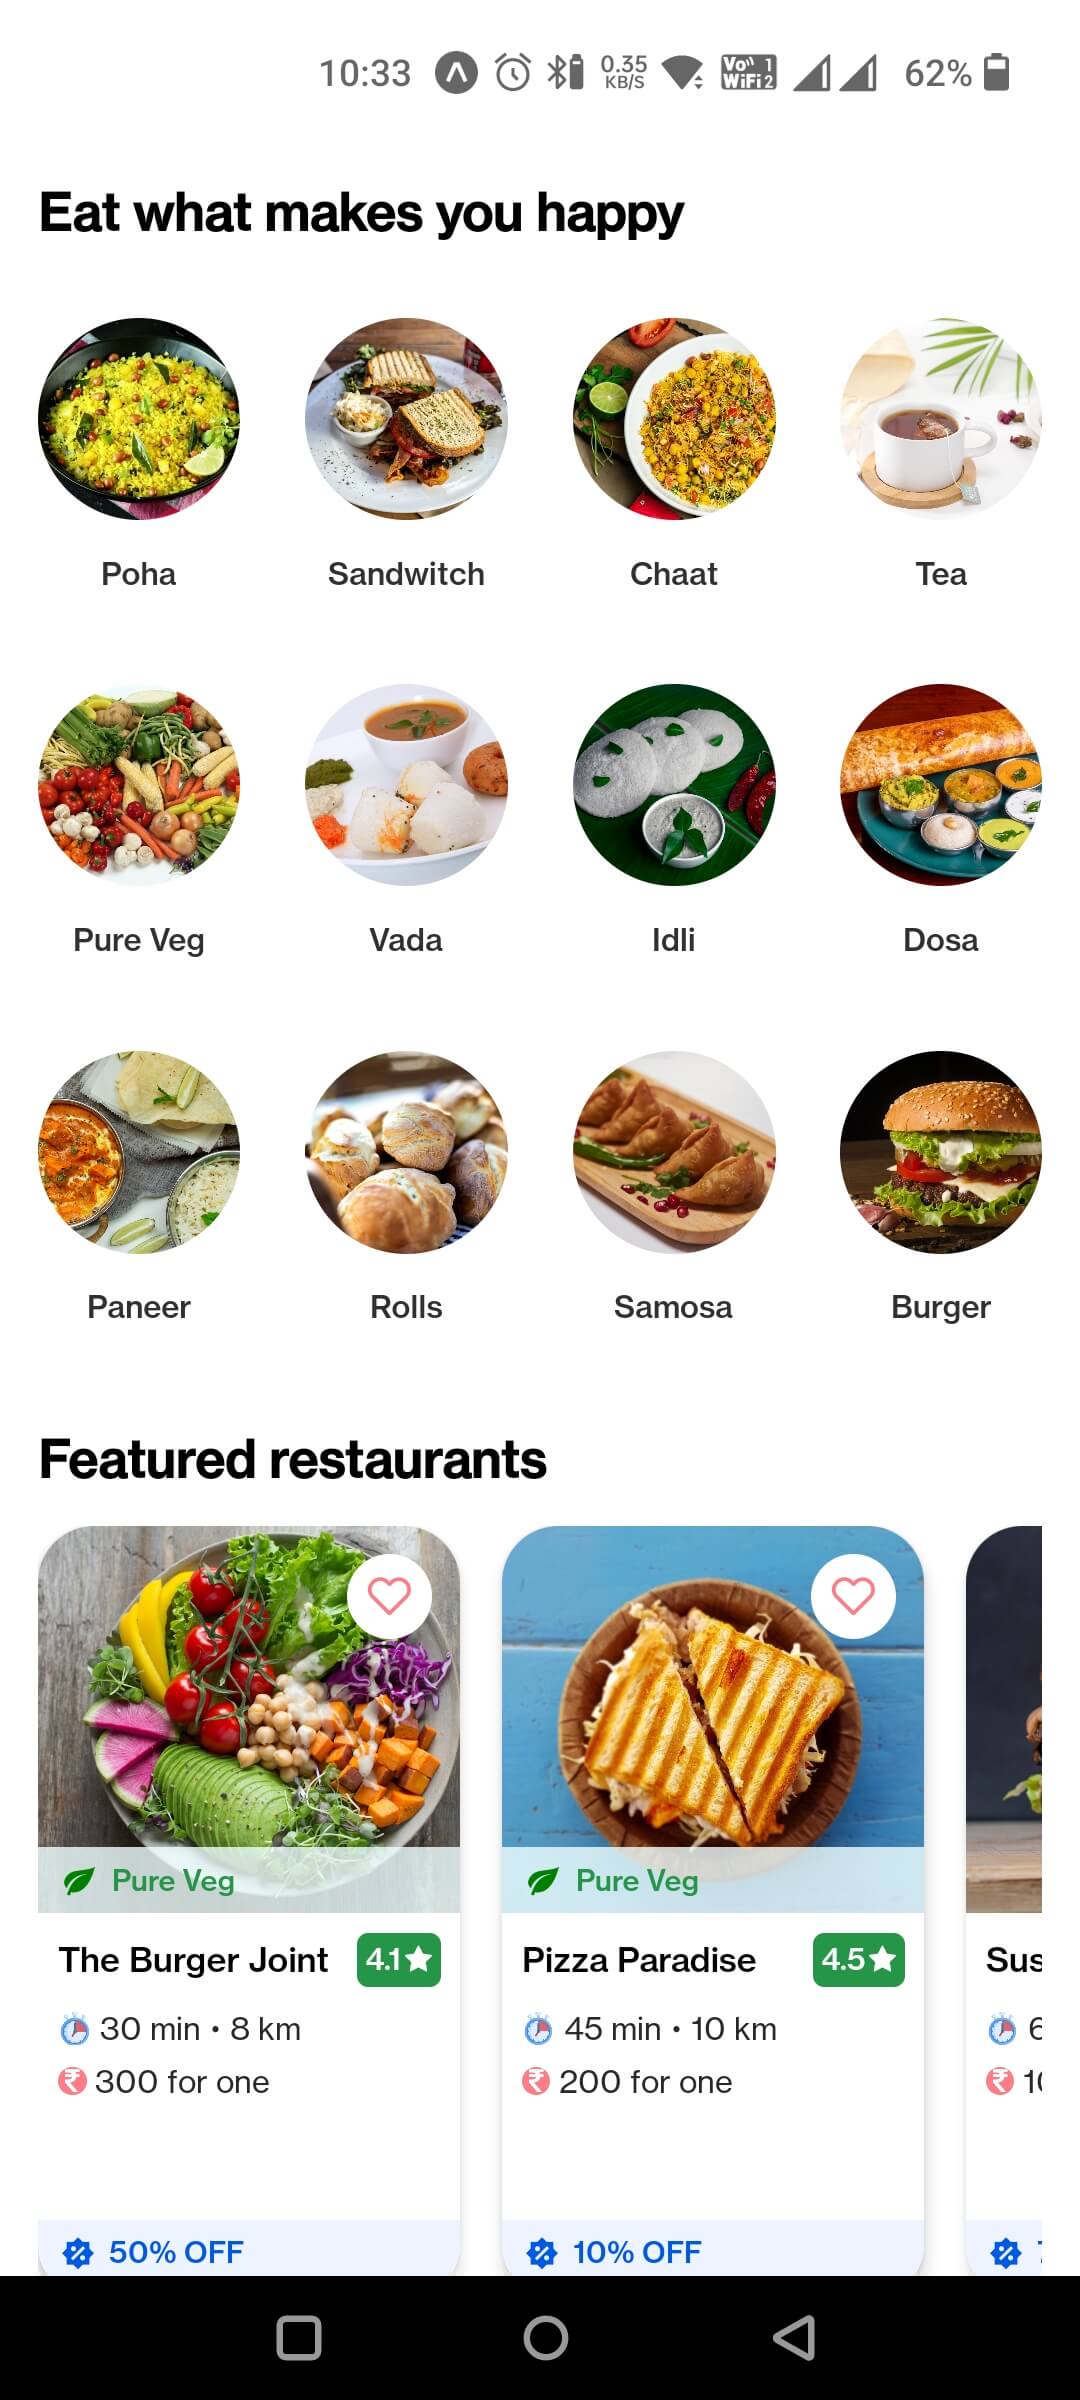 10:33 0.35 KB/S Vo 1 WiFi 2 62%
Eat what makes you happy
Poha Sandwitch Chaat Tea
Pure Veg Vada Idli Dosa
Paneer Rolls Samosa Burger
Featured restaurants
Pure Veg Pure Veg
The Burger Joint 4.1 Pizza Paradise 4.5 Sus
30 min • 8 km 45 min • 10 km 6
₹ 300 for one ₹ 200 for one ₹ 10
50% OFF 10% OFF